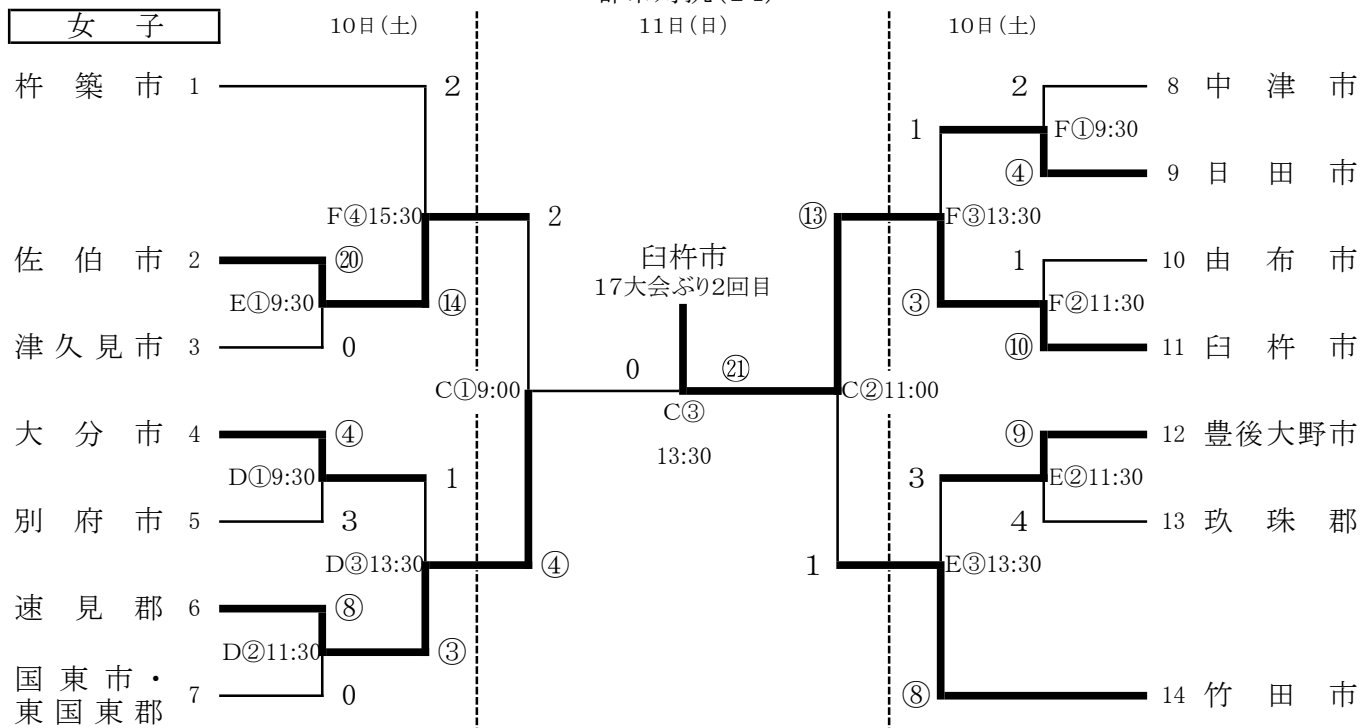 女 子 10日(土) 11日(日) 10日(土)
杵築市 1 2 2 8 中津市
1 F①9:30
④ 9 日田市
F④15:30 2 ⑬ F③13:30
佐伯市 2 ⑳ 臼杵市 1 10 由布市
17大会ぶり2回目
E①9:30 ⑭ ③ F②11:30
津久見市 3 0 ⑩ 11 臼杵市
0 ㉑
C①9:00 C②11:00
C③
大分市 4 ④ ⑨ 12 豊後大野市
13:30
D①9:30 1 3 E②11:30
別府市 5 3 4 13 玖珠郡
D③13:30 ④ 1 E③13:30
速見郡 6 ⑧
D②11:30 ③
国東市・
7 0 ⑧ 14 竹田市
東国東郡